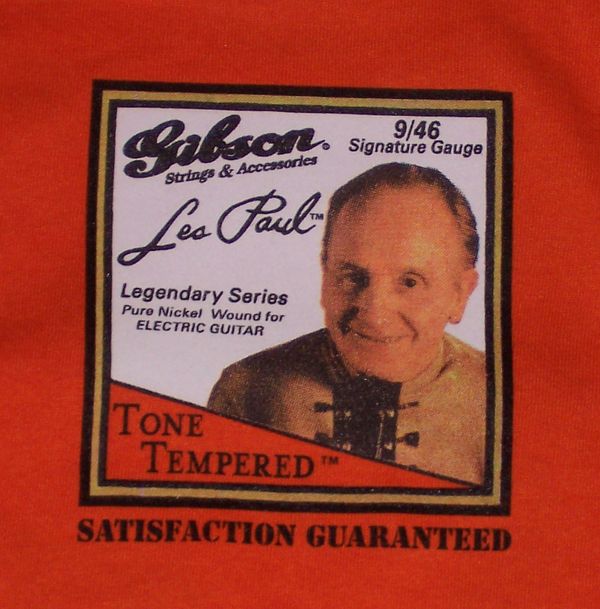 Gibson®
Strings & Accessories
9/46
Signature Gauge
Les Paul™
Legendary Series
Pure Nickel Wound for
ELECTRIC GUITAR
TONE
TEMPERED™
SATISFACTION GUARANTEED